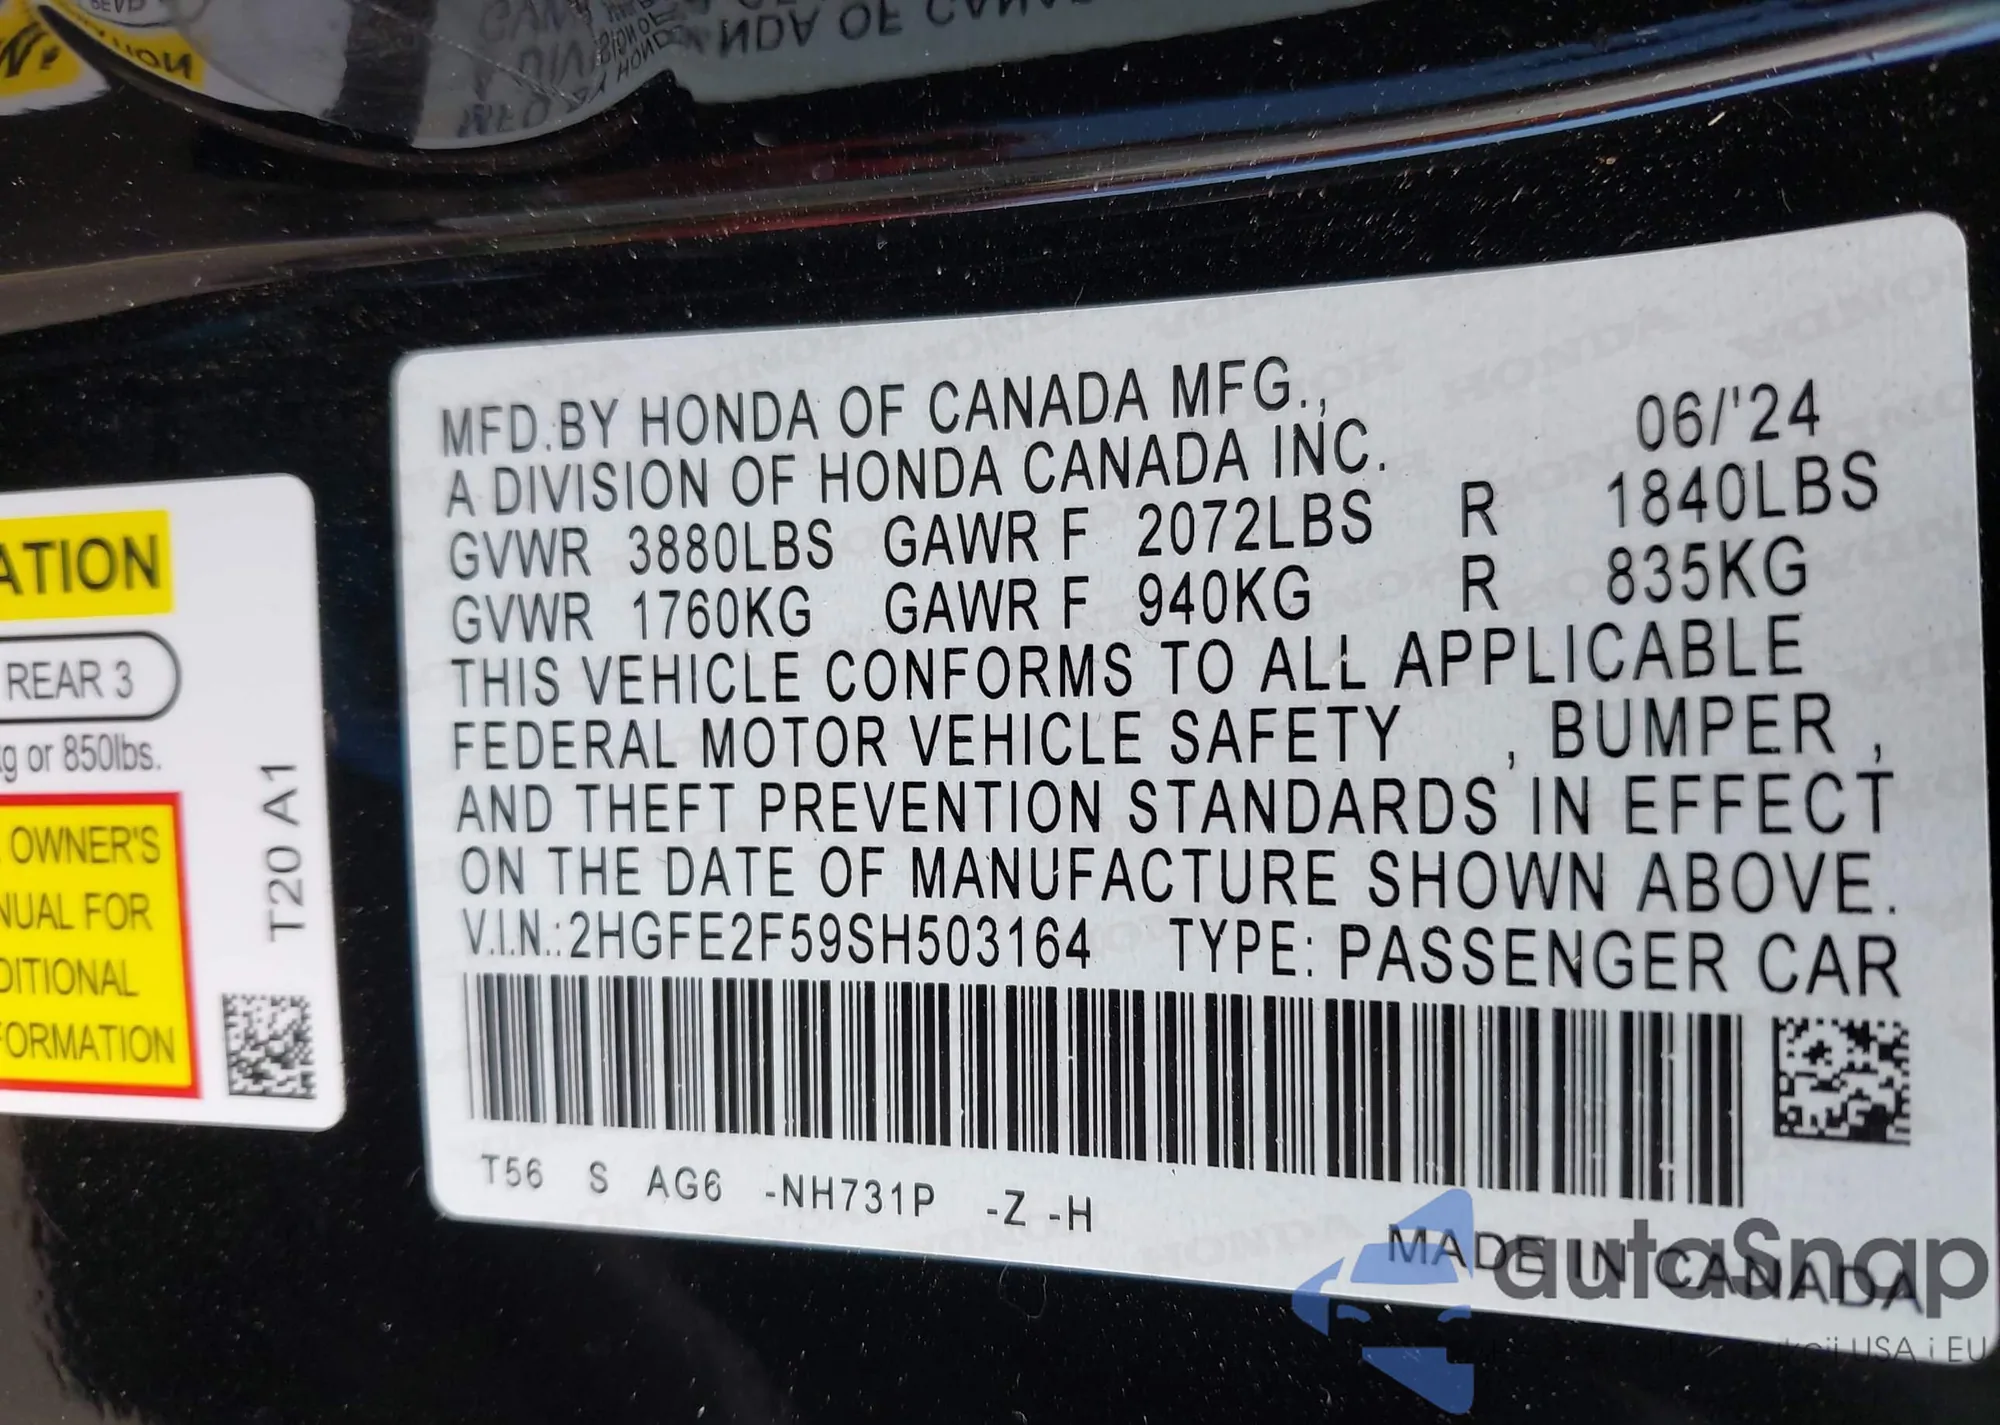 MFD.BY HONDA OF CANADA MFG., 06/'24
A DIVISION OF HONDA CANADA INC.
GVWR 3880LBS GAWR F 2072LBS R 1840LBS
GVWR 1760KG GAWR F 940KG R 835KG
THIS VEHICLE CONFORMS TO ALL APPLICABLE
FEDERAL MOTOR VEHICLE SAFETY , BUMPER ,
AND THEFT PREVENTION STANDARDS IN EFFECT
ON THE DATE OF MANUFACTURE SHOWN ABOVE.
V.I.N.:2HGFE2F59SH503164 TYPE: PASSENGER CAR
T56 S AG6 -NH731P -Z -H
MADE IN CANADA
ATION
REAR 3
g or 850lbs.
OWNER'S
NUAL FOR
DITIONAL
FORMATION
T20 A1
autoSnap
USA i EU